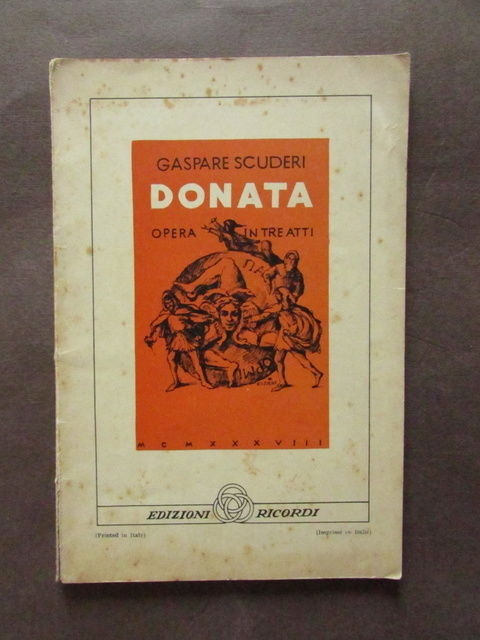 GASPARE SCUDERI
DONATA
OPERA IN TRE ATTI
MCMXXXVIII
EDIZIONI RICORDI
(Printed in Italy)
(Imprimé en Italie)